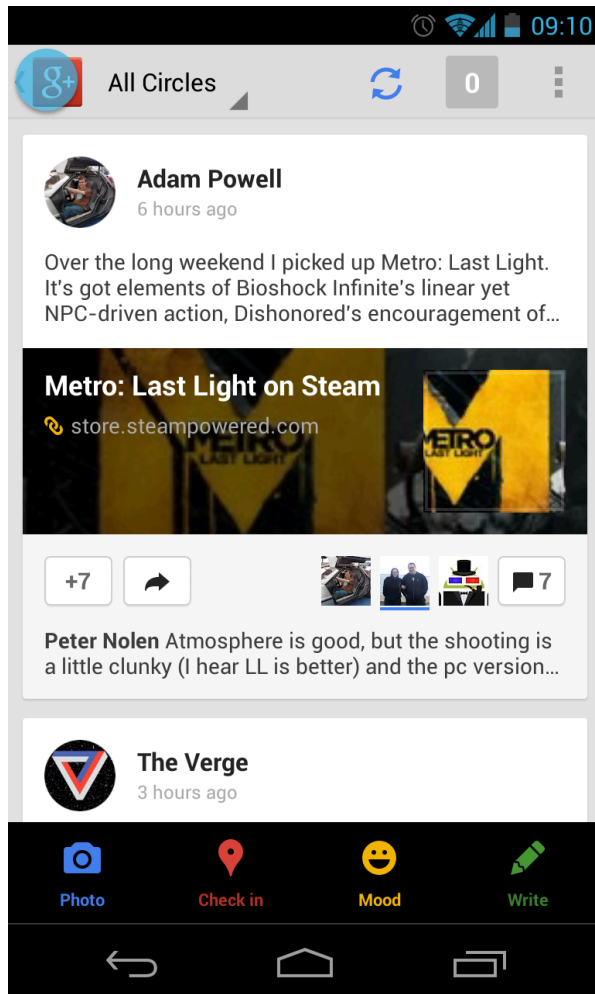 09:10
g+ All Circles 0
Adam Powell
6 hours ago
Over the long weekend I picked up Metro: Last Light.
It's got elements of Bioshock Infinite's linear yet
NPC-driven action, Dishonored's encouragement of...
Metro: Last Light on Steam
store.steampowered.com
METRO
LAST LIGHT
METRO
LAST LIGHT
+7
7
Peter Nolen Atmosphere is good, but the shooting is
a little clunky (I hear LL is better) and the pc version...
The Verge
3 hours ago
Photo Check in Mood Write